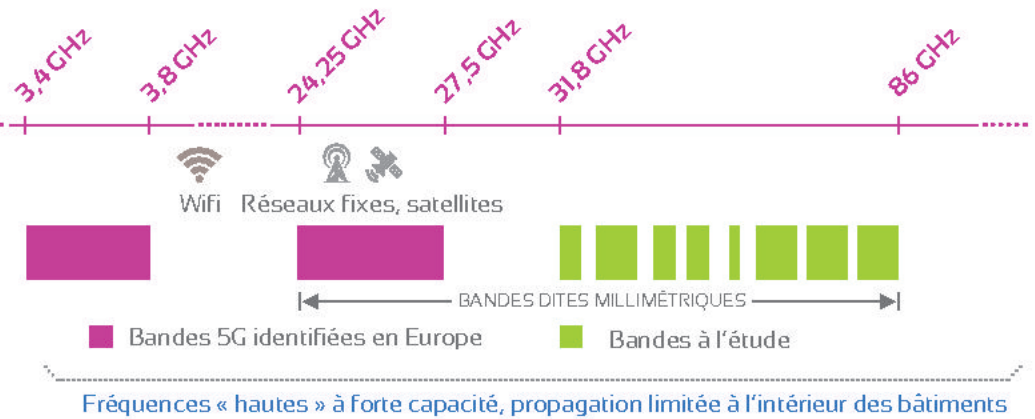 3,4 GHz
3,8 GHz
24,25 GHz
27,5 GHz
31,8 GHz
86 GHz
Wifi
Réseaux fixes, satellites
BANDES DITES MILLIMÉTRIQUES
Bandes 5G identifiées en Europe
Bandes à l'étude
Fréquences « hautes » à forte capacité, propagation limitée à l'intérieur des bâtiments